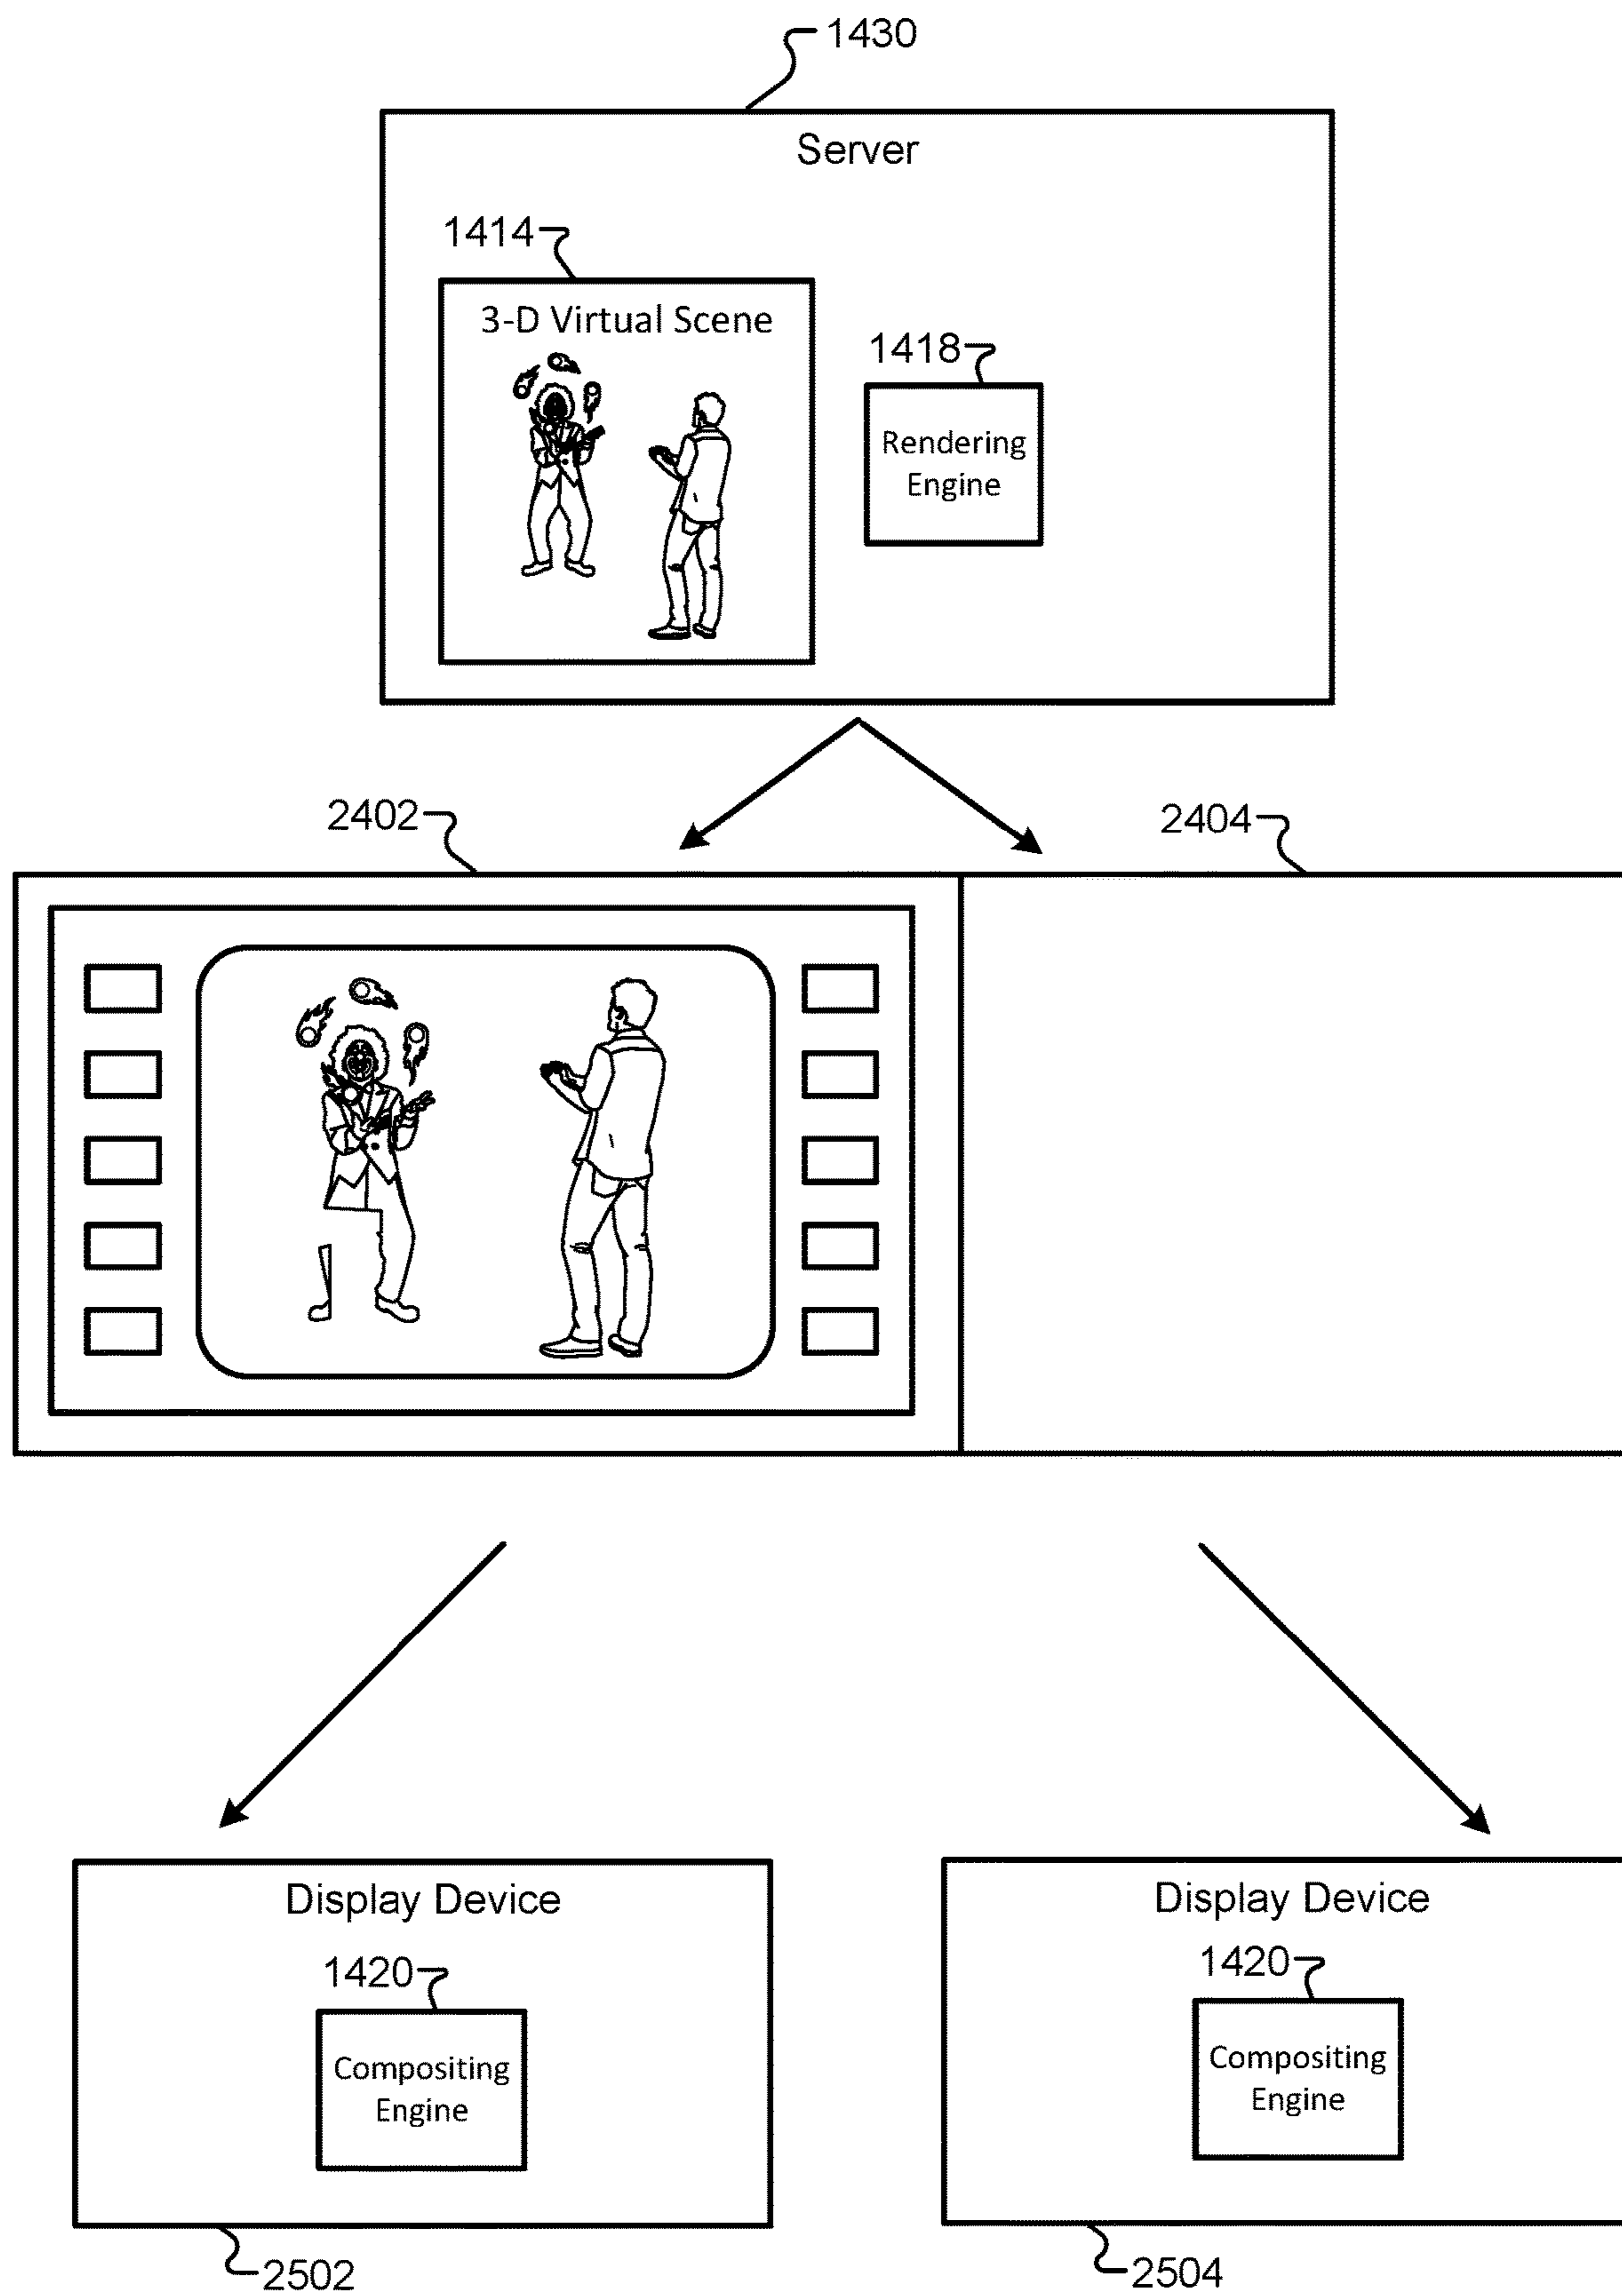 1430
Server
1414
3-D Virtual Scene
1418
Rendering
Engine
2402
2404
Display Device
1420
Compositing
Engine
2502
Display Device
1420
Compositing
Engine
2504